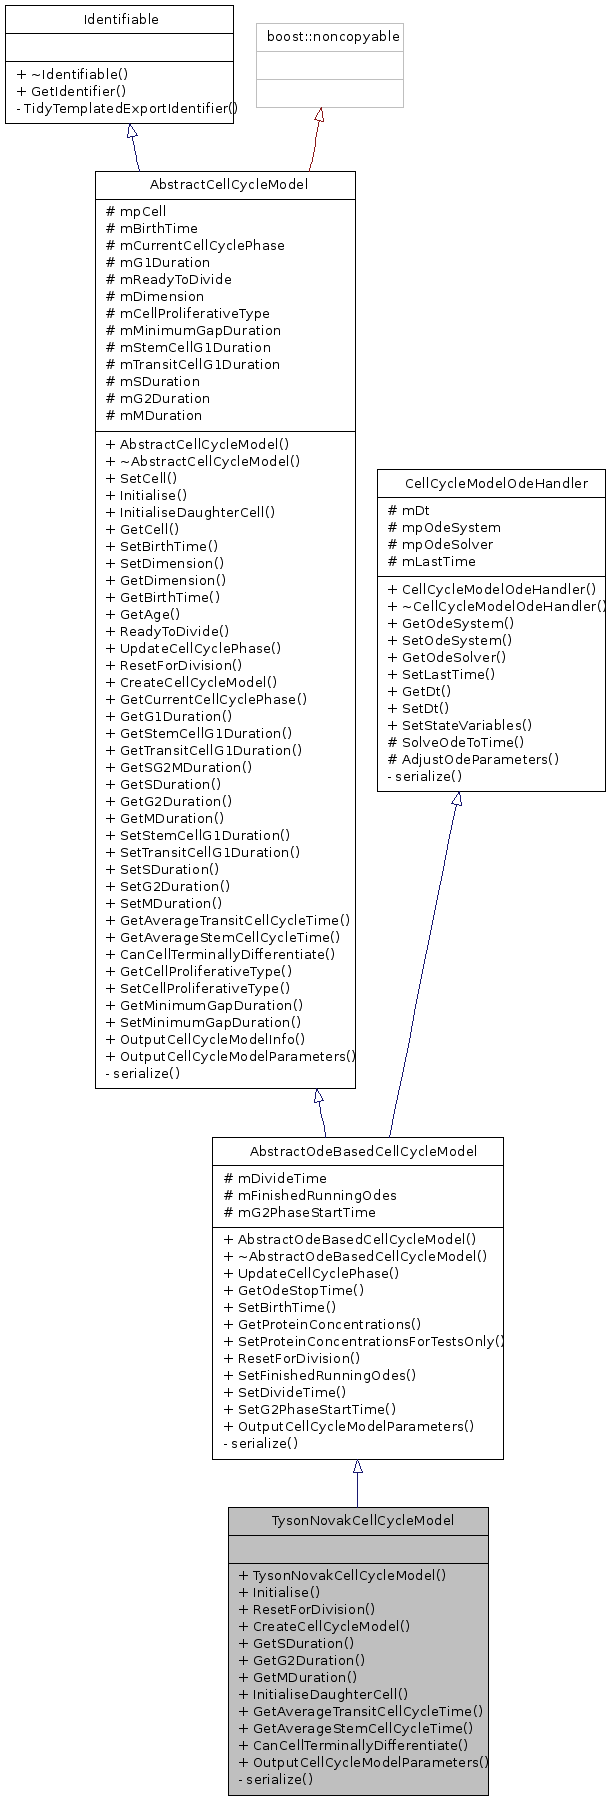 Identifiable
+ ~Identifiable()
+ GetIdentifier()
- TidyTemplatedExportIdentifier()
boost::noncopyable
AbstractCellCycleModel
# mpCell
# mBirthTime
# mCurrentCellCyclePhase
# mG1Duration
# mReadyToDivide
# mDimension
# mCellProliferativeType
# mMinimumGapDuration
# mStemCellG1Duration
# mTransitCellG1Duration
# mSDuration
# mG2Duration
# mMDuration
+ AbstractCellCycleModel()
+ ~AbstractCellCycleModel()
+ SetCell()
+ Initialise()
+ InitialiseDaughterCell()
+ GetCell()
+ SetBirthTime()
+ SetDimension()
+ GetDimension()
+ GetBirthTime()
+ GetAge()
+ ReadyToDivide()
+ UpdateCellCyclePhase()
+ ResetForDivision()
+ CreateCellCycleModel()
+ GetCurrentCellCyclePhase()
+ GetG1Duration()
+ GetStemCellG1Duration()
+ GetTransitCellG1Duration()
+ GetSG2MDuration()
+ GetSDuration()
+ GetG2Duration()
+ GetMDuration()
+ SetStemCellG1Duration()
+ SetTransitCellG1Duration()
+ SetSDuration()
+ SetG2Duration()
+ SetMDuration()
+ GetAverageTransitCellCycleTime()
+ GetAverageStemCellCycleTime()
+ CanCellTerminallyDifferentiate()
+ GetCellProliferativeType()
+ SetCellProliferativeType()
+ GetMinimumGapDuration()
+ SetMinimumGapDuration()
+ OutputCellCycleModelInfo()
+ OutputCellCycleModelParameters()
- serialize()
CellCycleModelOdeHandler
# mDt
# mpOdeSystem
# mpOdeSolver
# mLastTime
+ CellCycleModelOdeHandler()
+ ~CellCycleModelOdeHandler()
+ GetOdeSystem()
+ SetOdeSystem()
+ GetOdeSolver()
+ SetLastTime()
+ GetDt()
+ SetDt()
+ SetStateVariables()
# SolveOdeToTime()
# AdjustOdeParameters()
- serialize()
AbstractOdeBasedCellCycleModel
# mDivideTime
# mFinishedRunningOdes
# mG2PhaseStartTime
+ AbstractOdeBasedCellCycleModel()
+ ~AbstractOdeBasedCellCycleModel()
+ UpdateCellCyclePhase()
+ GetOdeStopTime()
+ SetBirthTime()
+ GetProteinConcentrations()
+ SetProteinConcentrationsForTestsOnly()
+ ResetForDivision()
+ SetFinishedRunningOdes()
+ SetDivideTime()
+ SetG2PhaseStartTime()
+ OutputCellCycleModelParameters()
- serialize()
TysonNovakCellCycleModel
+ TysonNovakCellCycleModel()
+ Initialise()
+ ResetForDivision()
+ CreateCellCycleModel()
+ GetSDuration()
+ GetG2Duration()
+ GetMDuration()
+ InitialiseDaughterCell()
+ GetAverageTransitCellCycleTime()
+ GetAverageStemCellCycleTime()
+ CanCellTerminallyDifferentiate()
+ OutputCellCycleModelParameters()
- serialize()